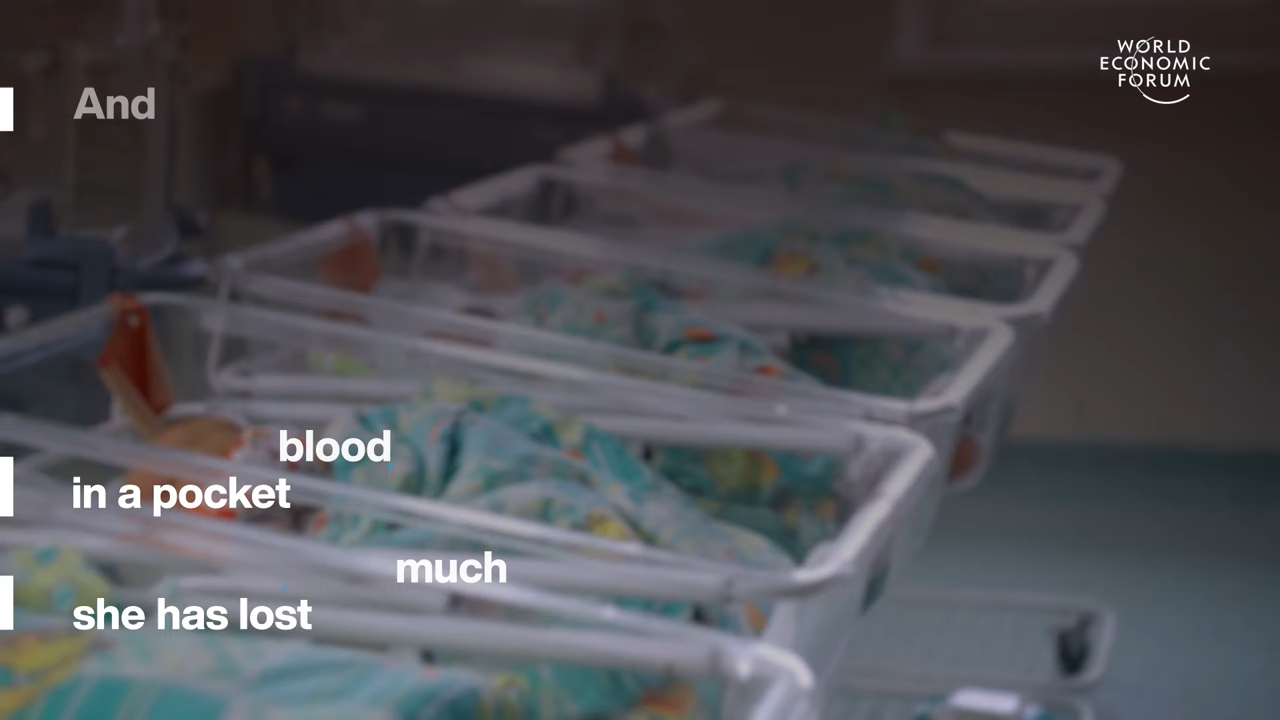 WORLD
ECONOMIC
FORUM
And
blood
in a pocket
much
she has lost